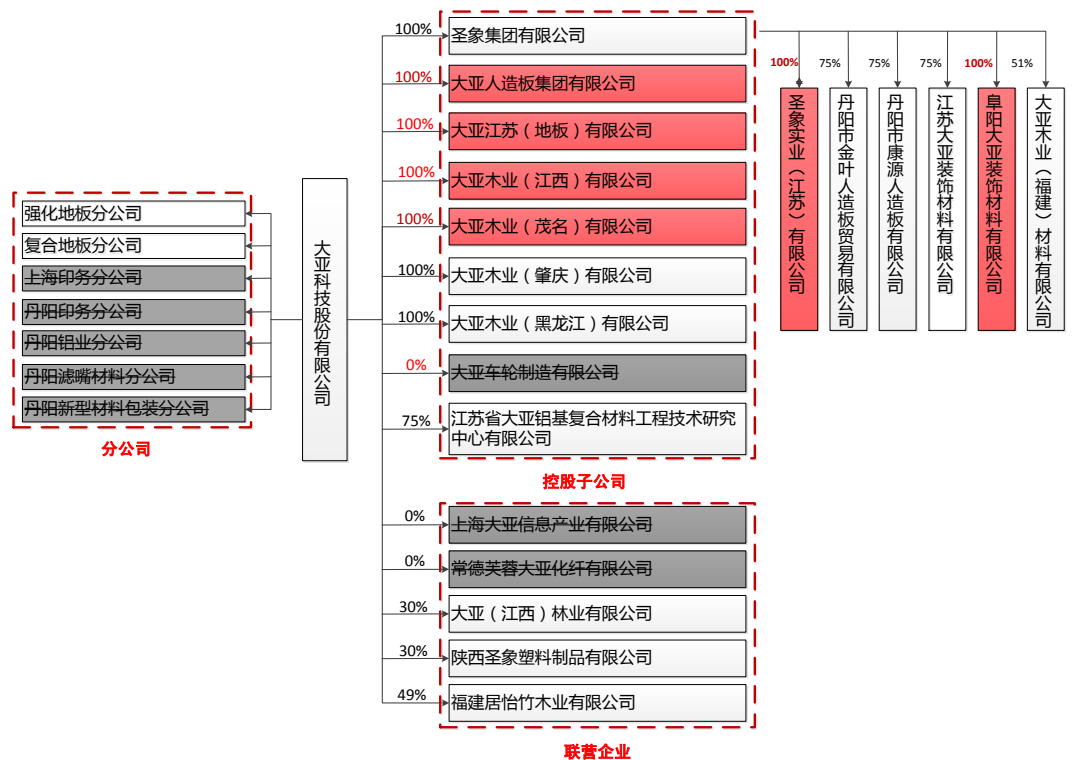 强化地板分公司
复合地板分公司
上海印务分公司
丹阳印务分公司
丹阳铝业分公司
丹阳滤嘴材料分公司
丹阳新型材料包装分公司
分公司
大亚科技股份有限公司
100%
圣象集团有限公司
100%
大亚人造板集团有限公司
100%
大亚江苏（地板）有限公司
100%
大亚木业（江西）有限公司
100%
大亚木业（茂名）有限公司
100%
大亚木业（肇庆）有限公司
100%
大亚木业（黑龙江）有限公司
0%
大亚车轮制造有限公司
75%
江苏省大亚铝基复合材料工程技术研究
中心有限公司
控股子公司
0%
上海大亚信息产业有限公司
0%
常德芙蓉大亚化纤有限公司
30%
大亚（江西）林业有限公司
30%
陕西圣象塑料制品有限公司
49%
福建居怡竹木业有限公司
联营企业
100%
圣象实业（江苏）有限公司
75%
丹阳市金叶人造板贸易有限公司
75%
丹阳市康源人造板有限公司
75%
江苏大亚装饰材料有限公司
100%
阜阳大亚装饰材料有限公司
51%
大亚木业（福建）材料有限公司